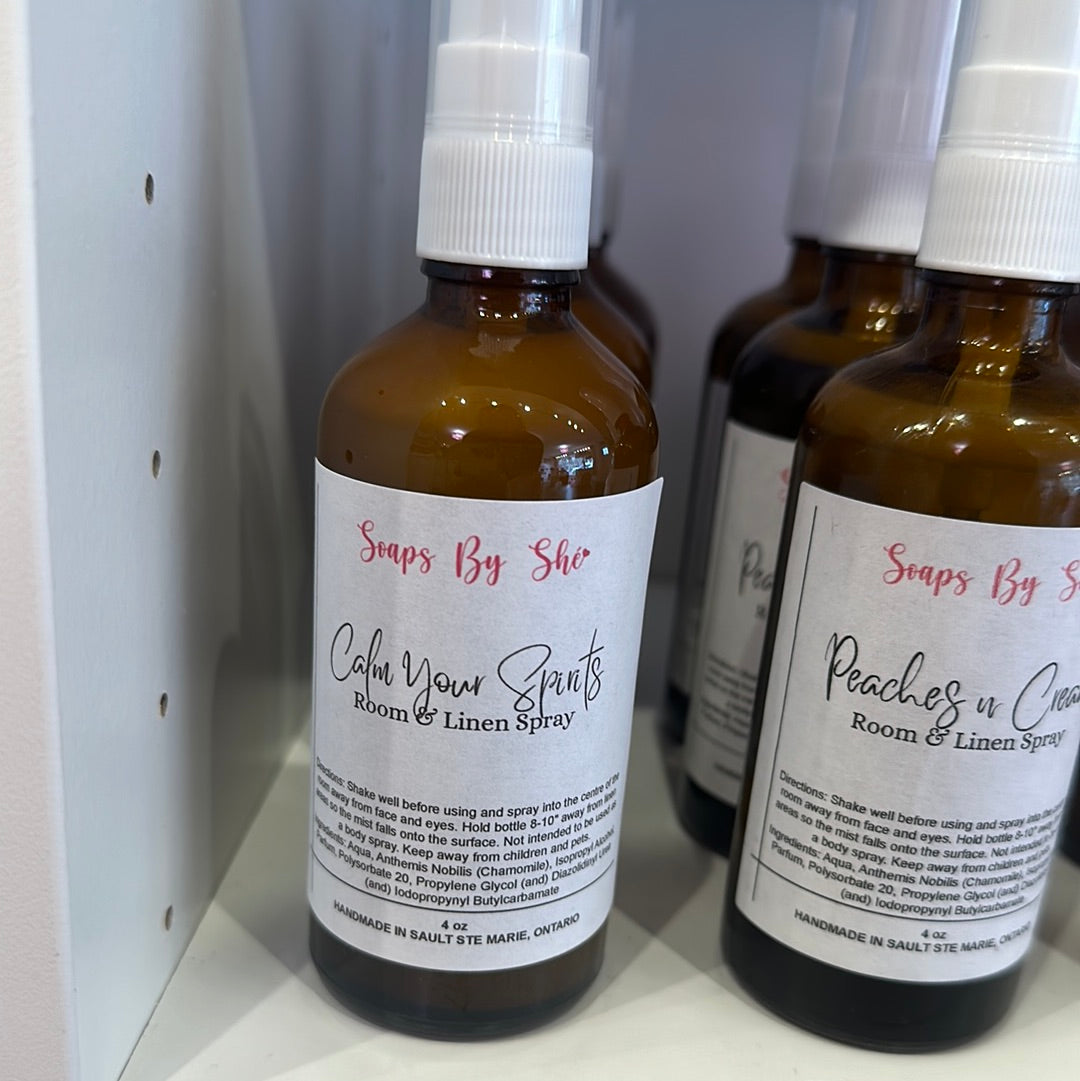 Soaps By Shé
Calm Your Spirits
Room & Linen Spray
Directions: Shake well before using and spray into the centre of the
room away from face and eyes. Hold bottle 8-10" away from linen
areas so the mist falls onto the surface. Not intended to be used as
a body spray. Keep away from children and pets.
Ingredients: Aqua, Anthemis Nobilis (Chamomile), Isopropyl Alcohol,
Parfum, Polysorbate 20, Propylene Glycol (and) Diazolidinyl Urea
(and) Iodopropynyl Butylcarbamate
4 oz
HANDMADE IN SAULT STE MARIE, ONTARIO
Soaps By S
Peaches n Crea
Room & Linen Spray
Directions: Shake well before using and spray into the
room away from face and eyes. Hold bottle 8-10"
areas so the mist falls onto the surface. Not intended
a body spray. Keep away from children and
Ingredients: Aqua, Anthemis Nobilis (Chamomile),
Parfum, Polysorbate 20, Propylene Glycol (and)
(and) Iodopropynyl Butylcarbamate
4 oz
HANDMADE IN SAULT STE MARIE, ONTARIO